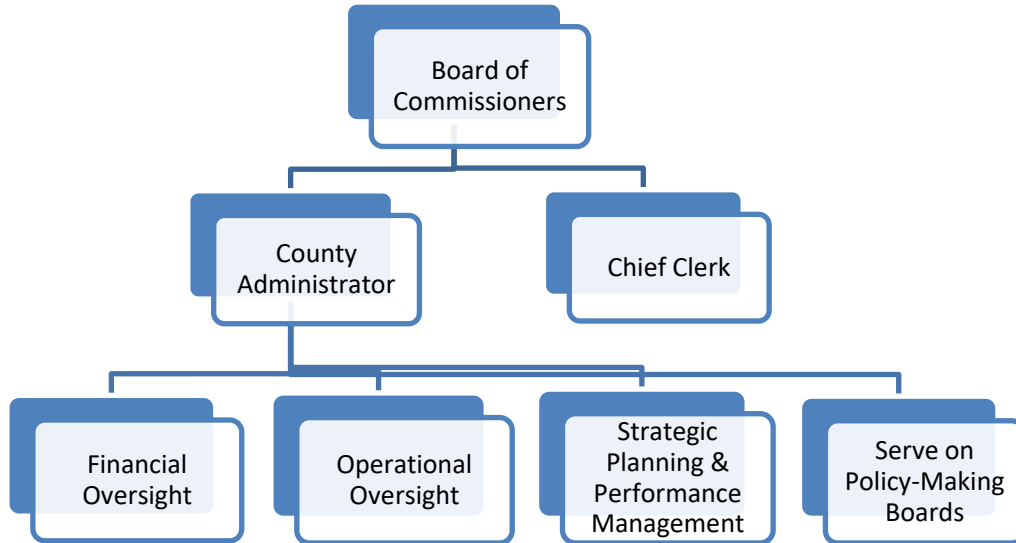 Board of
Commissioners
County
Administrator
Chief Clerk
Financial
Oversight
Operational
Oversight
Strategic
Planning &
Performance
Management
Serve on
Policy-Making
Boards